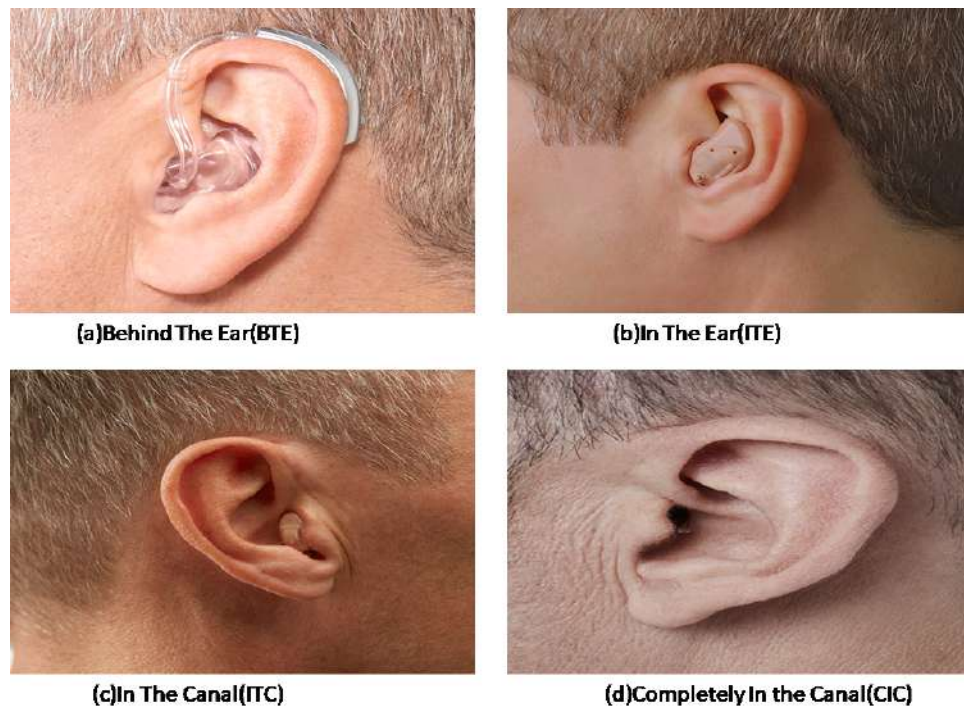 (a)Behind The Ear(BTE)
(b)In The Ear(ITE)
(c)In The Canal(ITC)
(d)Completely In the Canal(CIC)